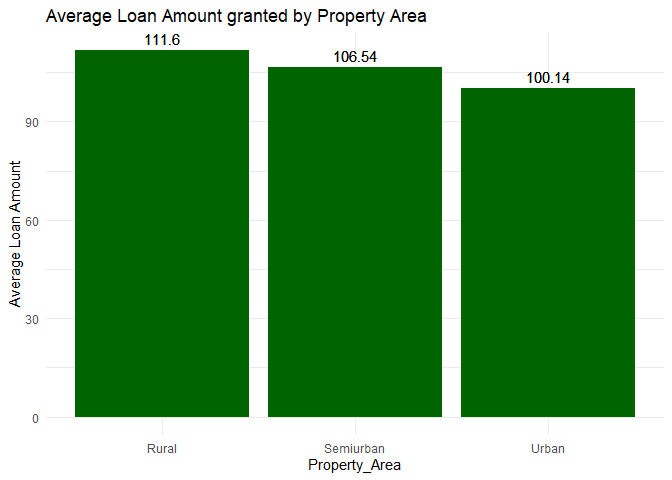 Average Loan Amount granted by Property Area
111.6
106.54
100.14
90
60
30
0
Average Loan Amount
Rural Semiurban Urban
Property_Area